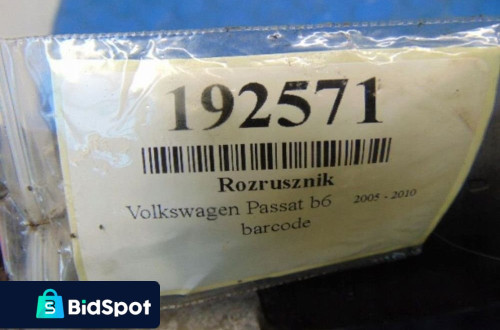 192571
Rozrusznik
Volkswagen Passat b6 2005 - 2010
barcode
S
BidSpot